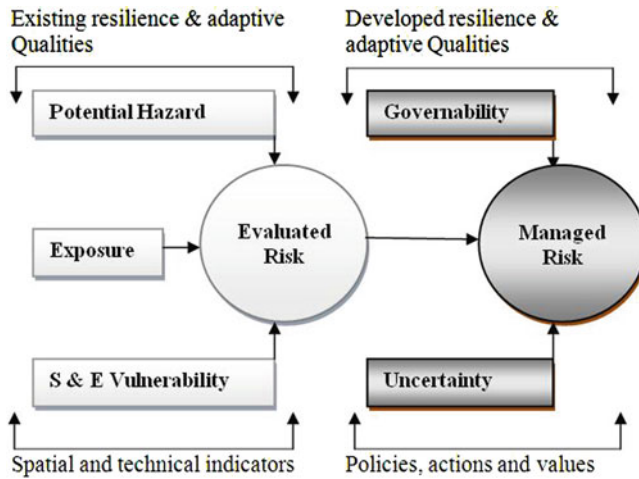 Existing resilience & adaptive
Qualities
Developed resilience &
adaptive Qualities
Potential Hazard
Governability
Exposure
Evaluated
Risk
Managed
Risk
S & E Vulnerability
Uncertainty
Spatial and technical indicators
Policies, actions and values